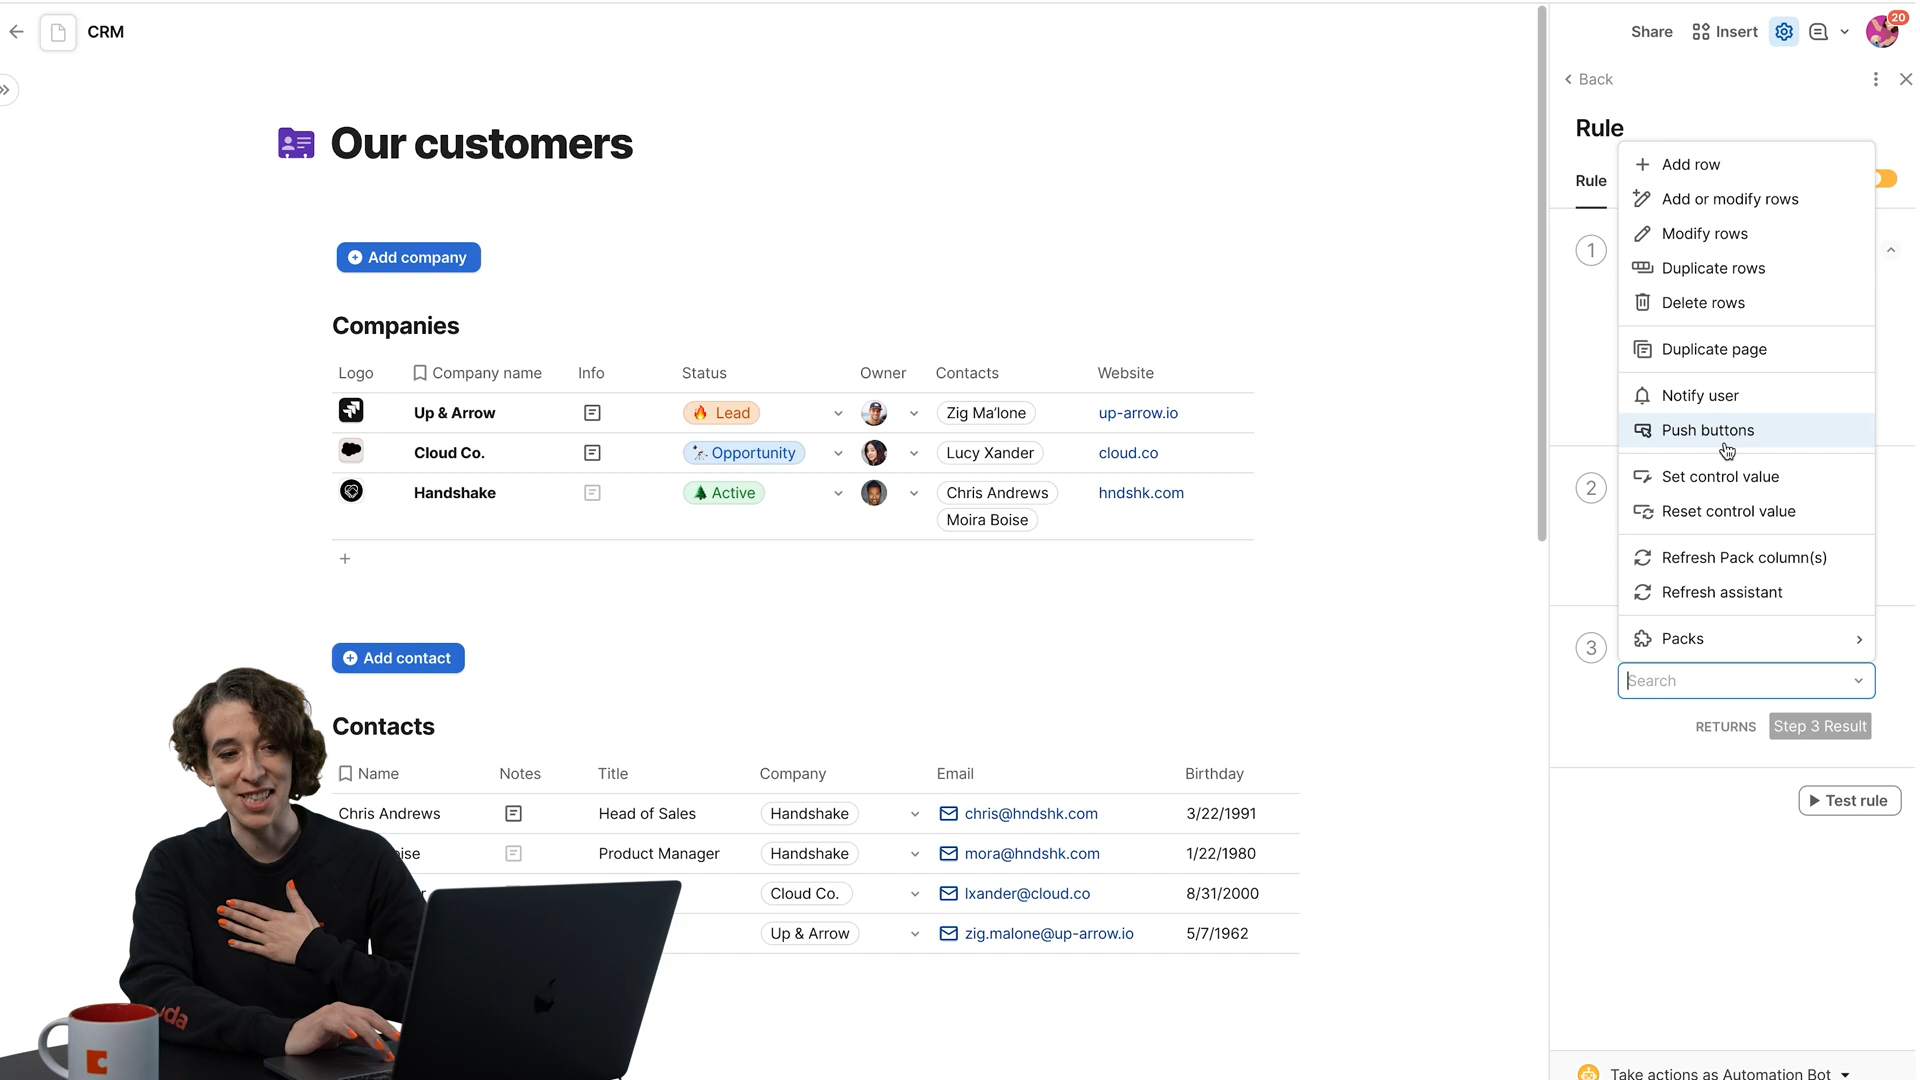 CRM
Share
Insert
20
Back
Our customers
Rule
Rule
Add company
Companies
Logo Company name Info Status Owner Contacts Website
Up & Arrow Lead Zig Ma'lone up-arrow.io
Cloud Co. Opportunity Lucy Xander cloud.co
Handshake Active Chris Andrews hndshk.com
Moira Boise
Add contact
Contacts
Name Notes Title Company Email Birthday
Chris Andrews Head of Sales Handshake chris@hndshk.com 3/22/1991
ise Product Manager Handshake mora@hndshk.com 1/22/1980
r Cloud Co. lxander@cloud.co 8/31/2000
Up & Arrow zig.malone@up-arrow.io 5/7/1962
1
2
3
Add row
Add or modify rows
Modify rows
Duplicate rows
Delete rows
Duplicate page
Notify user
Push buttons
Set control value
Reset control value
Refresh Pack column(s)
Refresh assistant
Packs
Search
RETURNS Step 3 Result
Test rule
Take actions as Automation Bot
da